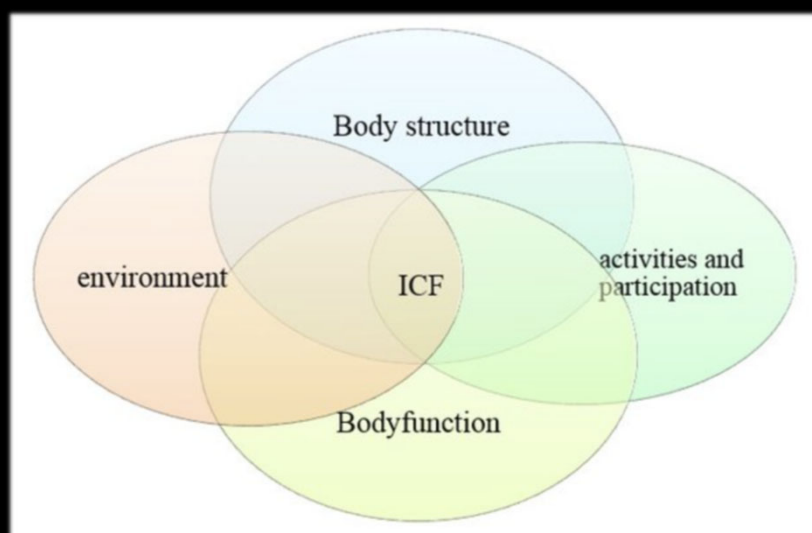 Body structure
environment
ICF
activities and
participation
Bodyfunction